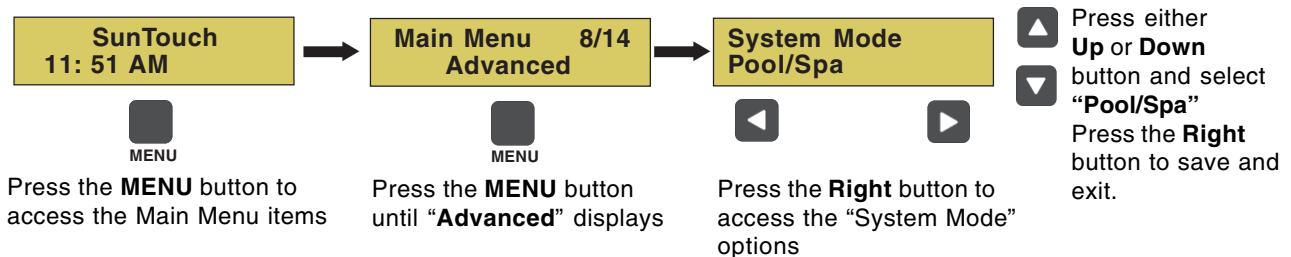 SunTouch
11: 51 AM
MENU
Press the MENU button to
access the Main Menu items
Main Menu 8/14
Advanced
MENU
Press the MENU button
until “Advanced” displays
System Mode
Pool/Spa
Press the Right button to
access the “System Mode”
options
Press either
Up or Down
button and select
“Pool/Spa”
Press the Right
button to save and
exit.